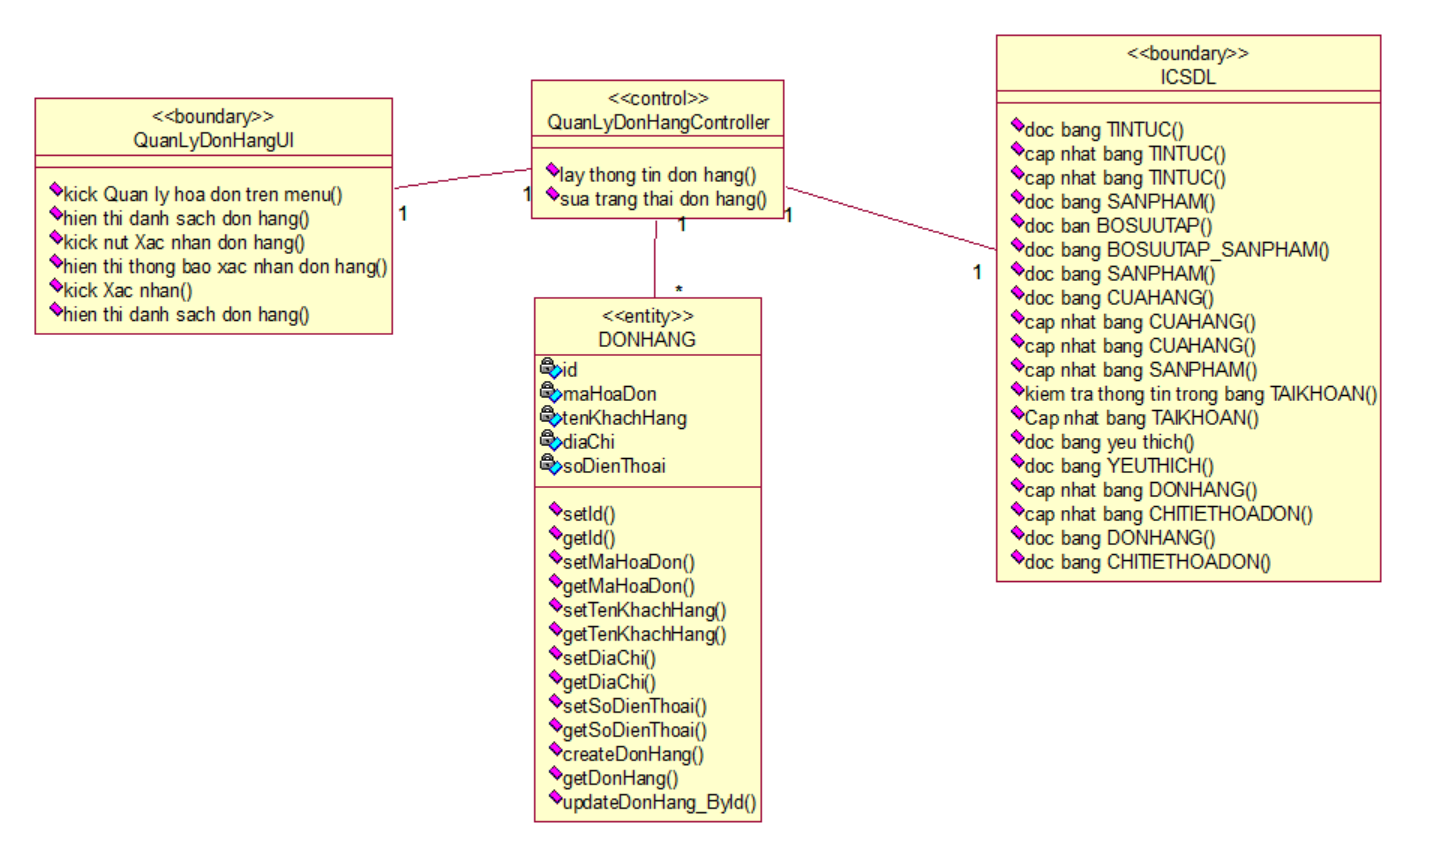 <<boundary>>
QuanLyDonHangUI
kick Quan ly hoa don tren menu()
hien thi danh sach don hang()
kick nut Xac nhan don hang()
hien thi thong bao xac nhan don hang()
kick Xac nhan()
hien thi danh sach don hang()
1
1
<<control>>
QuanLyDonHangController
lay thong tin don hang()
sua trang thai don hang()
1
1
1
*
<<entity>>
DONHANG
id
maHoaDon
tenKhachHang
diaChi
soDienThoai
setId()
getId()
setMaHoaDon()
getMaHoaDon()
setTenKhachHang()
getTenKhachHang()
setDiaChi()
getDiaChi()
setSoDienThoai()
getSoDienThoai()
createDonHang()
getDonHang()
updateDonHang_ById()
<<boundary>>
ICSDL
doc bang TINTUC()
cap nhat bang TINTUC()
cap nhat bang TINTUC()
doc bang SANPHAM()
doc ban BOSUUTAP()
doc bang BOSUUTAP_SANPHAM()
doc bang SANPHAM()
doc bang CUAHANG()
cap nhat bang CUAHANG()
cap nhat bang CUAHANG()
cap nhat bang SANPHAM()
kiem tra thong tin trong bang TAIKHOAN()
Cap nhat bang TAIKHOAN()
doc bang yeu thich()
doc bang YEUTHICH()
cap nhat bang DONHANG()
cap nhat bang CHITIETHOADON()
doc bang DONHANG()
doc bang CHITIETHOADON()